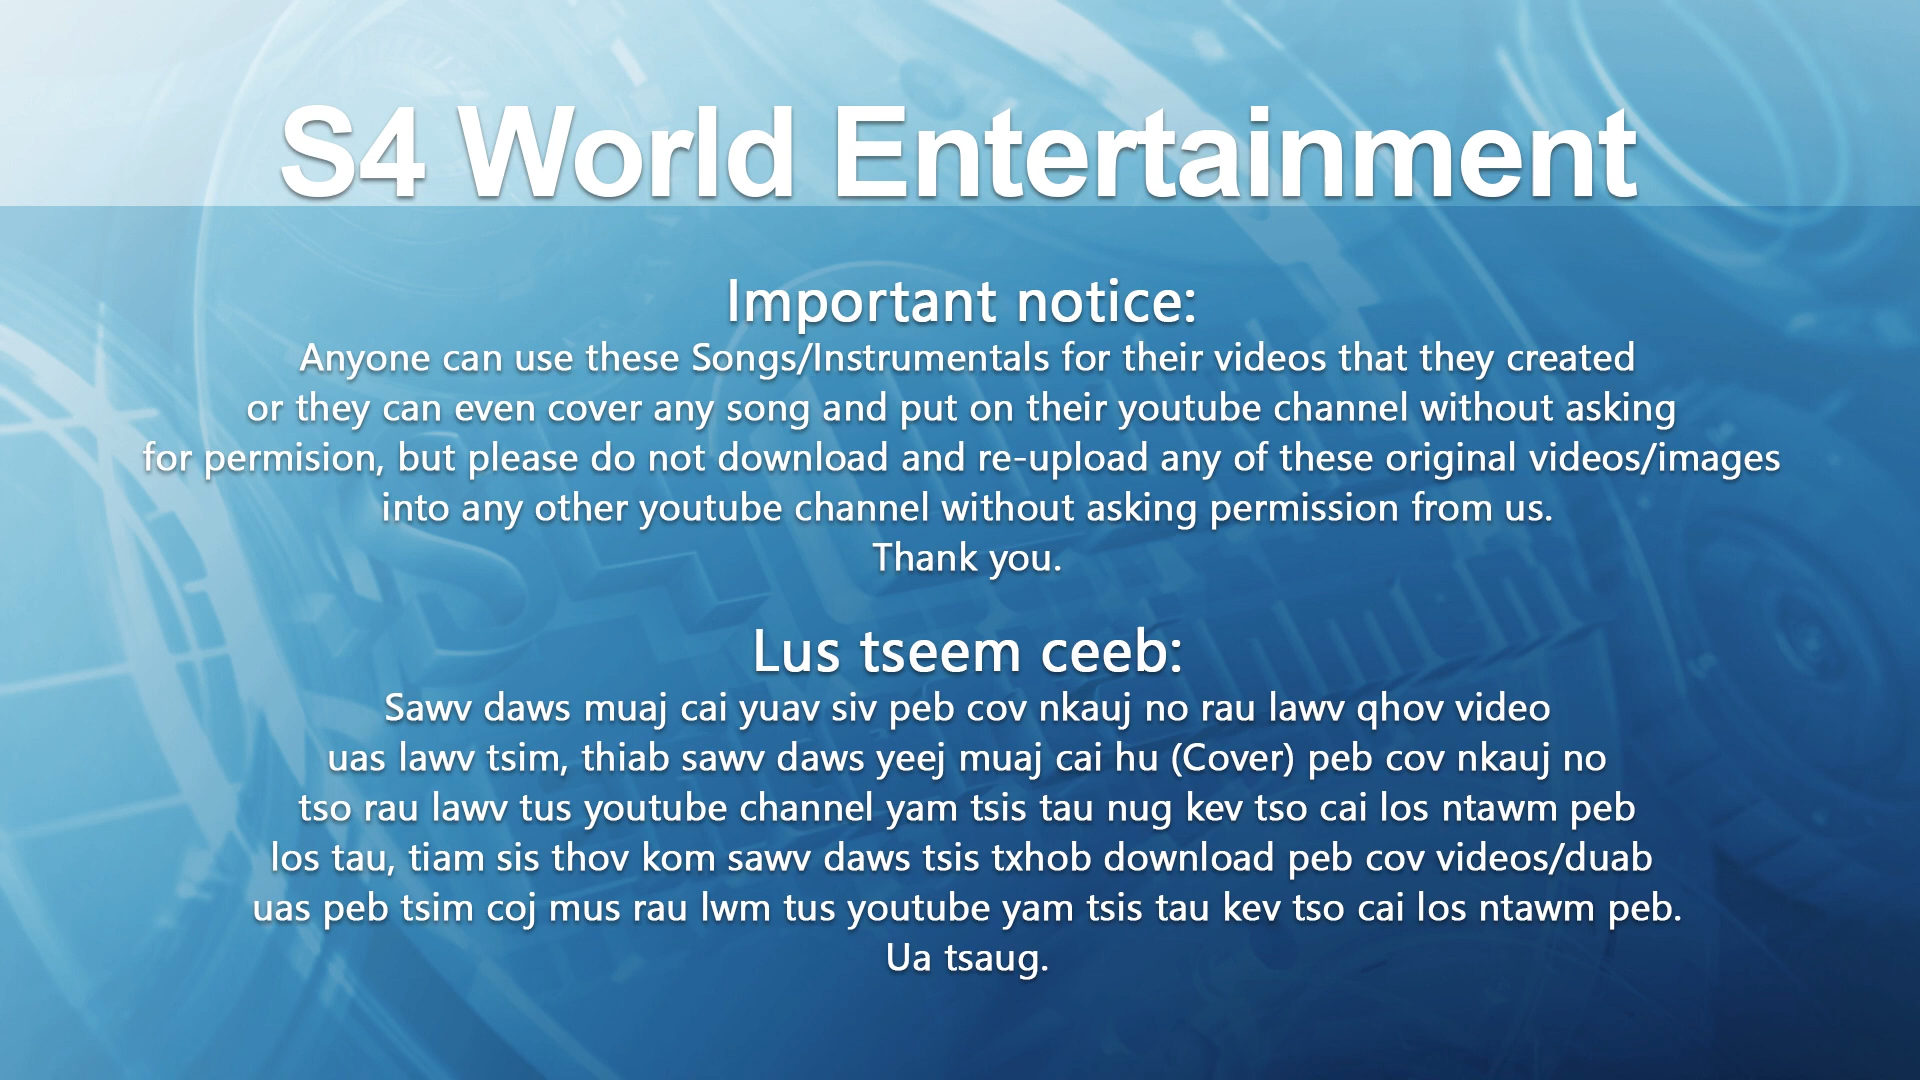 S4 World Entertainment
Important notice:
Anyone can use these Songs/Instrumentals for their videos that they created
or they can even cover any song and put on their youtube channel without asking
for permision, but please do not download and re-upload any of these original videos/images
into any other youtube channel without asking permission from us.
Thank you.
Lus tseem ceeb:
Sawv daws muaj cai yuav siv peb cov nkauj no rau lawv qhov video
uas lawv tsim, thiab sawv daws yeej muaj cai hu (Cover) peb cov nkauj no
tso rau lawv tus youtube channel yam tsis tau nug kev tso cai los ntawm peb
los tau, tiam sis thov kom sawv daws tsis txhob download peb cov videos/duab
uas peb tsim coj mus rau lwm tus youtube yam tsis tau kev tso cai los ntawm peb.
Ua tsaug.